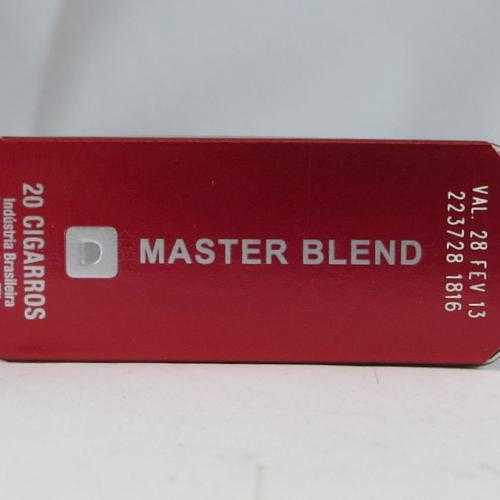 20 CIGARROS
Indústria Brasileira
D
MASTER BLEND
VAL. 28 FEV 13
223728 1816